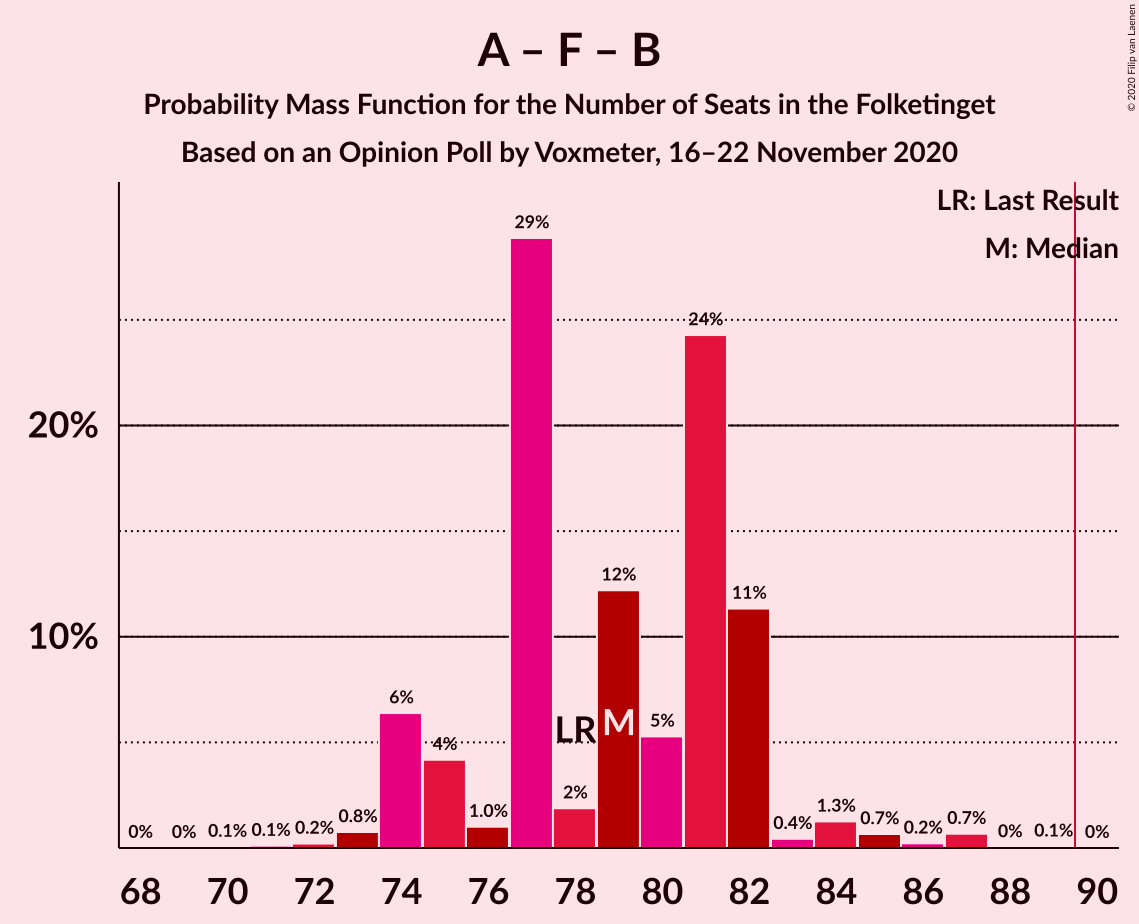 A – F – B
Probability Mass Function for the Number of Seats in the Folketinget
Based on an Opinion Poll by Voxmeter, 16–22 November 2020
© 2020 Filip van Laenen
LR: Last Result
M: Median
29%
24%
20%
12%
11%
10%
6%
LR
M
5%
4%
2%
0%
0%
0.1%
0.1%
0.2%
0.8%
1.0%
0.4%
1.3%
0.7%
0.2%
0.7%
0%
0.1%
0%
68 70 72 74 76 78 80 82 84 86 88 90